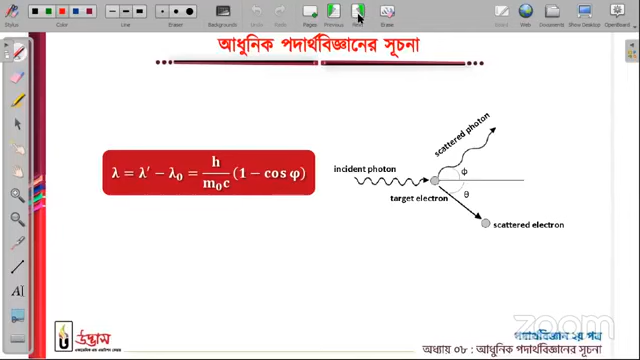 Stylus
Color
Line
Eraser
Backgrounds
Undo
Redo
Pages
Previous
Next
Erase
Board
Web
Documents
Show Desktop
OpenBoard
আধুনিক পদার্থবিজ্ঞানের সূচনা
λ = λ′ − λ₀ = h/m₀c (1 − cos φ)
scattered photon
incident photon
ϕ
θ
target electron
scattered electron
উদ্ভাস
zoom
পদার্থবিজ্ঞান ২য় পত্র
অধ্যায় ০৮ : আধুনিক পদার্থবিজ্ঞানের সূচনা